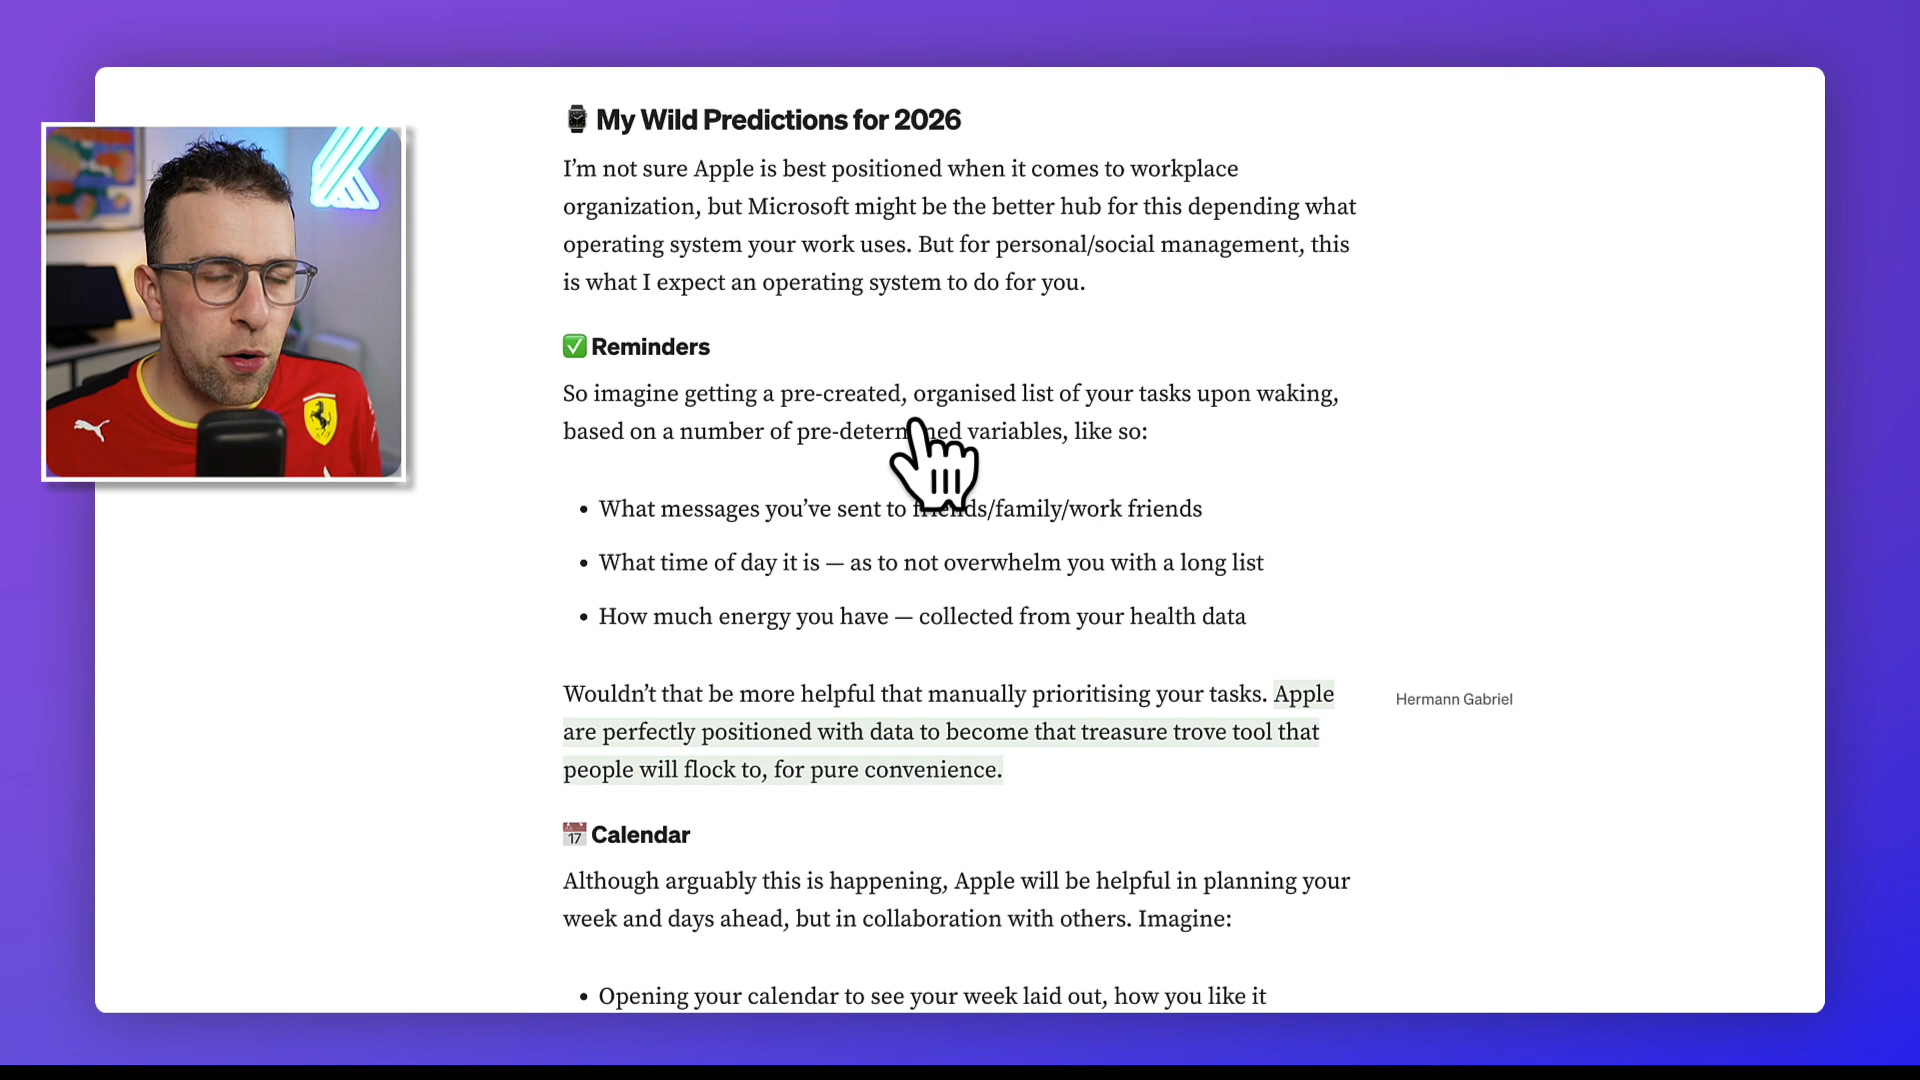 My Wild Predictions for 2026
I’m not sure Apple is best positioned when it comes to workplace
organization, but Microsoft might be the better hub for this depending what
operating system your work uses. But for personal/social management, this
is what I expect an operating system to do for you.
Reminders
So imagine getting a pre-created, organised list of your tasks upon waking,
based on a number of pre-determined variables, like so:
• What messages you’ve sent to friends/family/work friends
• What time of day it is — as to not overwhelm you with a long list
• How much energy you have — collected from your health data
Wouldn’t that be more helpful that manually prioritising your tasks. Apple
are perfectly positioned with data to become that treasure trove tool that
people will flock to, for pure convenience.
Hermann Gabriel
17 Calendar
Although arguably this is happening, Apple will be helpful in planning your
week and days ahead, but in collaboration with others. Imagine:
• Opening your calendar to see your week laid out, how you like it